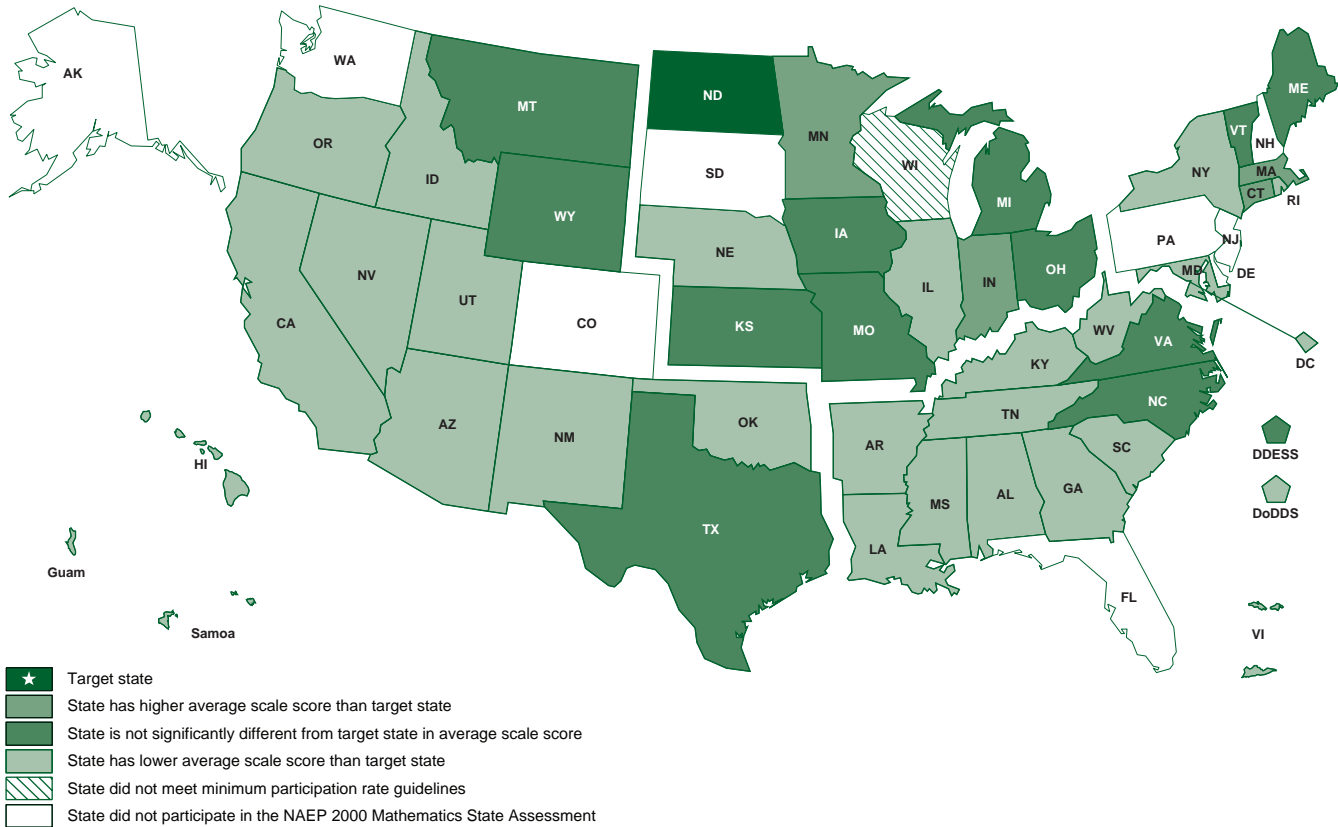 AK
WA
MT
ND
MN
ME
VT
NH
OR
ID
SD
WI
NY
MA
CT
RI
WY
MI
IA
PA
NJ
NE
NV
UT
IL
IN
OH
MD
DE
CA
CO
KS
MO
WV
VA
KY
DC
NC
TN
AZ
NM
OK
AR
SC
HI
MS
AL
GA
DDESS
DoDDS
TX
LA
Guam
FL
Samoa
VI
Target state
State has higher average scale score than target state
State is not significantly different from target state in average scale score
State has lower average scale score than target state
State did not meet minimum participation rate guidelines
State did not participate in the NAEP 2000 Mathematics State Assessment